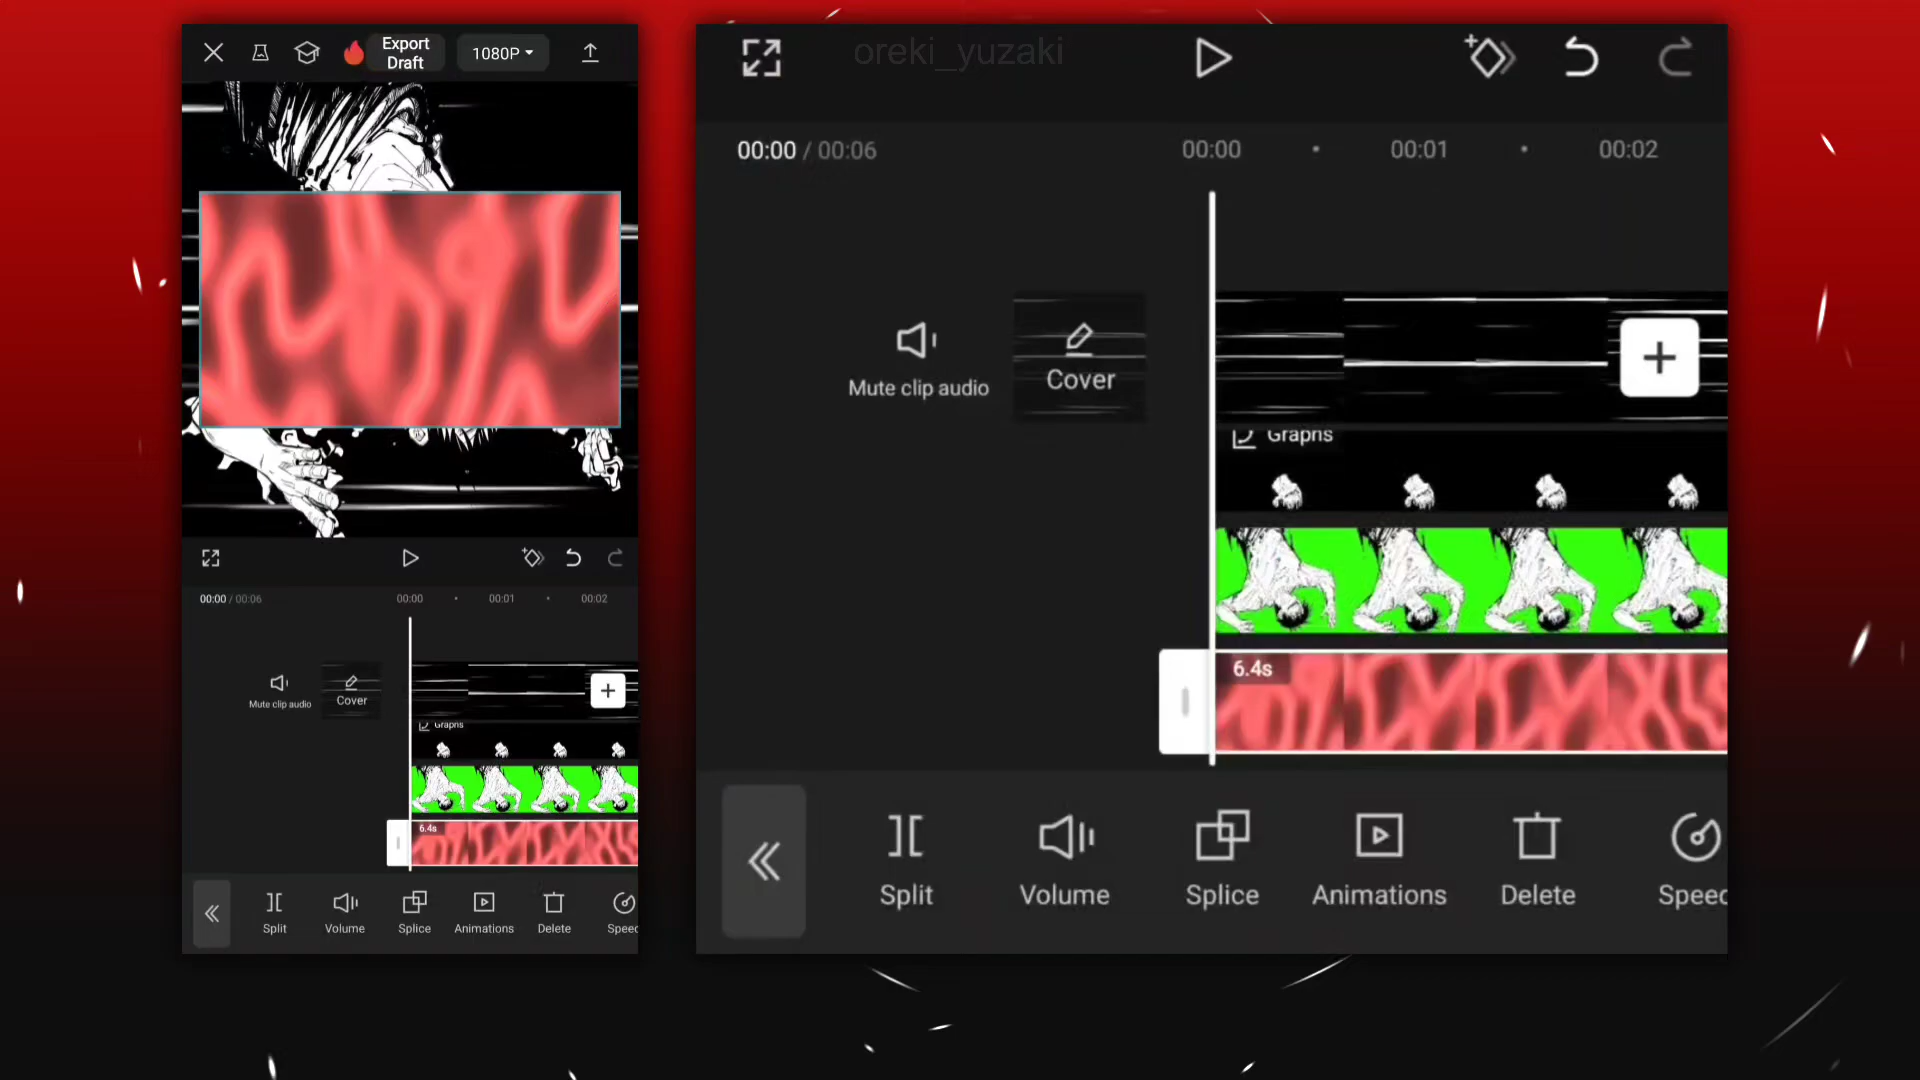 Export
Draft
1080P
00:00 / 00:06
00:00
00:01
00:02
Mute clip audio
Cover
Graphs
6.4s
Split
Volume
Splice
Animations
Delete
Speed
oreki_yuzaki
00:00 / 00:06
00:00
00:01
00:02
Mute clip audio
Cover
Graphs
6.4s
Split
Volume
Splice
Animations
Delete
Speed